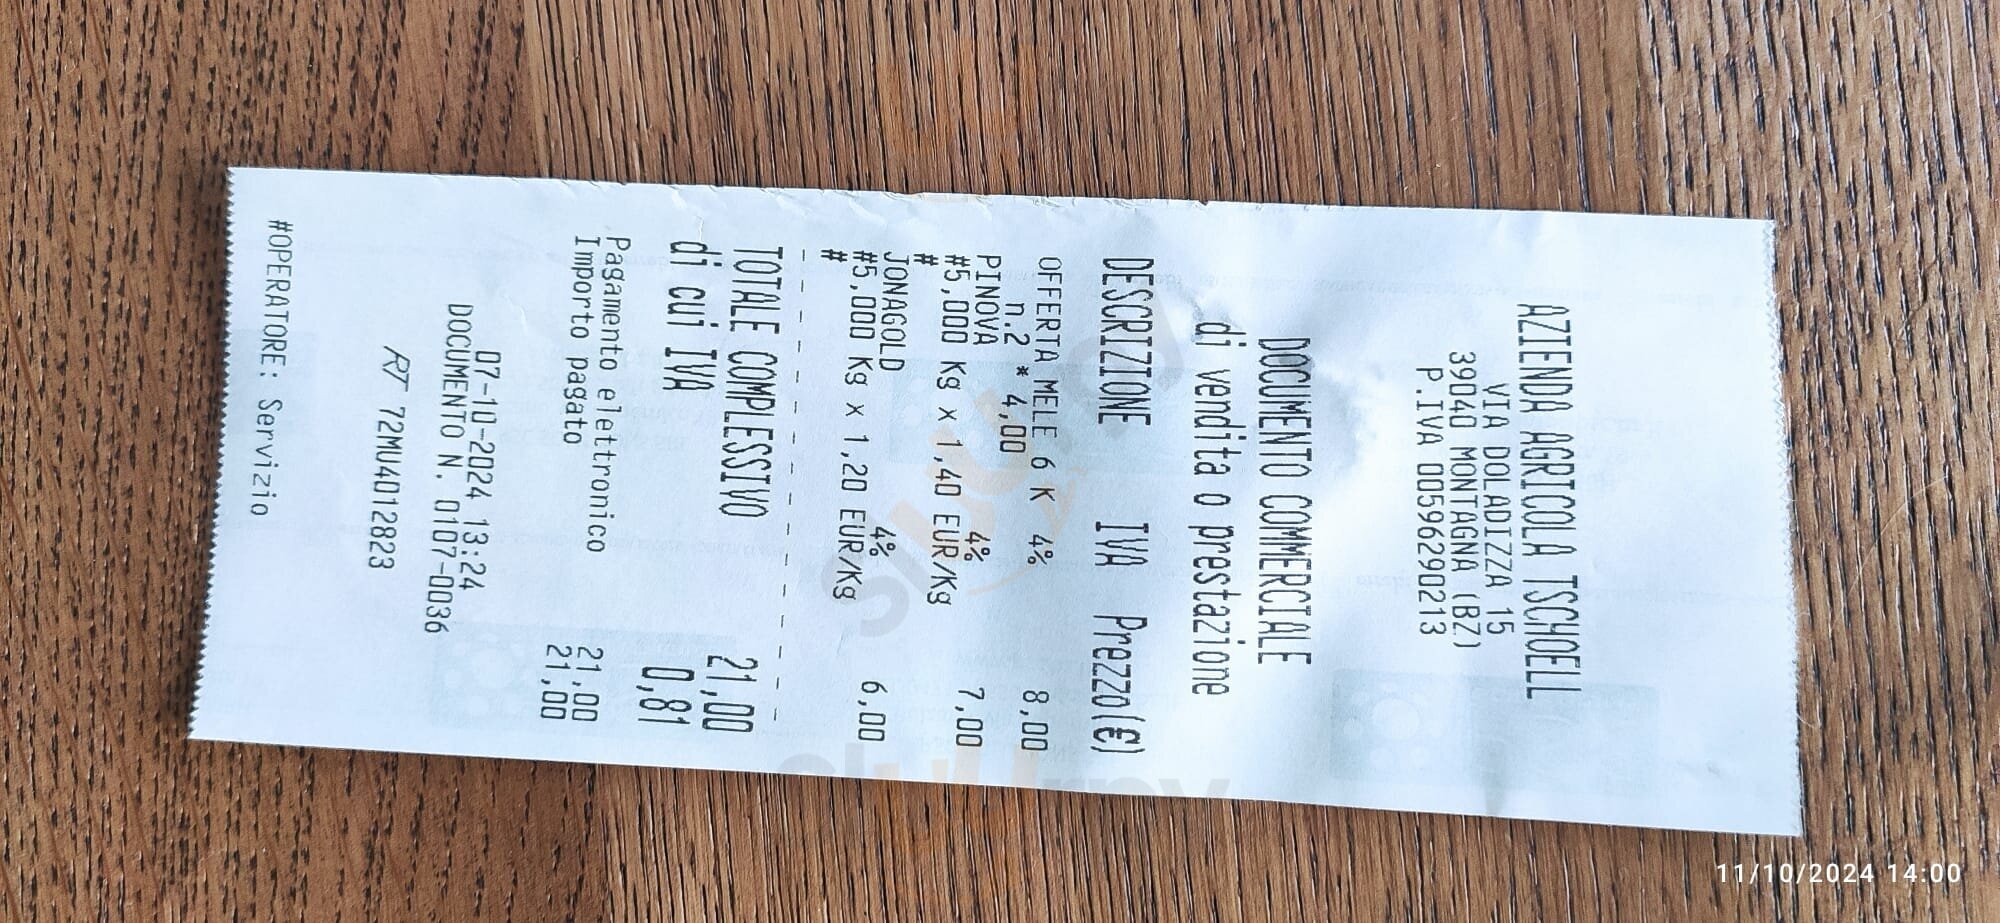 AZIENDA AGRICOLA TSCHOELL
VIA DOLADIZZA 15
39040 MONTAGNA (BZ)
P.IVA 00596290213
DOCUMENTO COMMERCIALE
di vendita o prestazione
DESCRIZIONE IVA Prezzo(€)
OFFERTA MELE 6 K 4% 8,00
n.2 * 4,00
PINOVA 4% 7,00
#5,000 Kg x 1,40 EUR/Kg
#
JONAGOLD 4% 6,00
#5,000 Kg x 1,20 EUR/Kg
#
TOTALE COMPLESSIVO 21,00
di cui IVA 0,81
Pagamento elettronico 21,00
Importo pagato 21,00
07-10-2024 13:24
DOCUMENTO N. 0107-0036
RT 72MU4012823
#OPERATORE: Servizio
sluurpy
sluurpy
11/10/2024 14:00